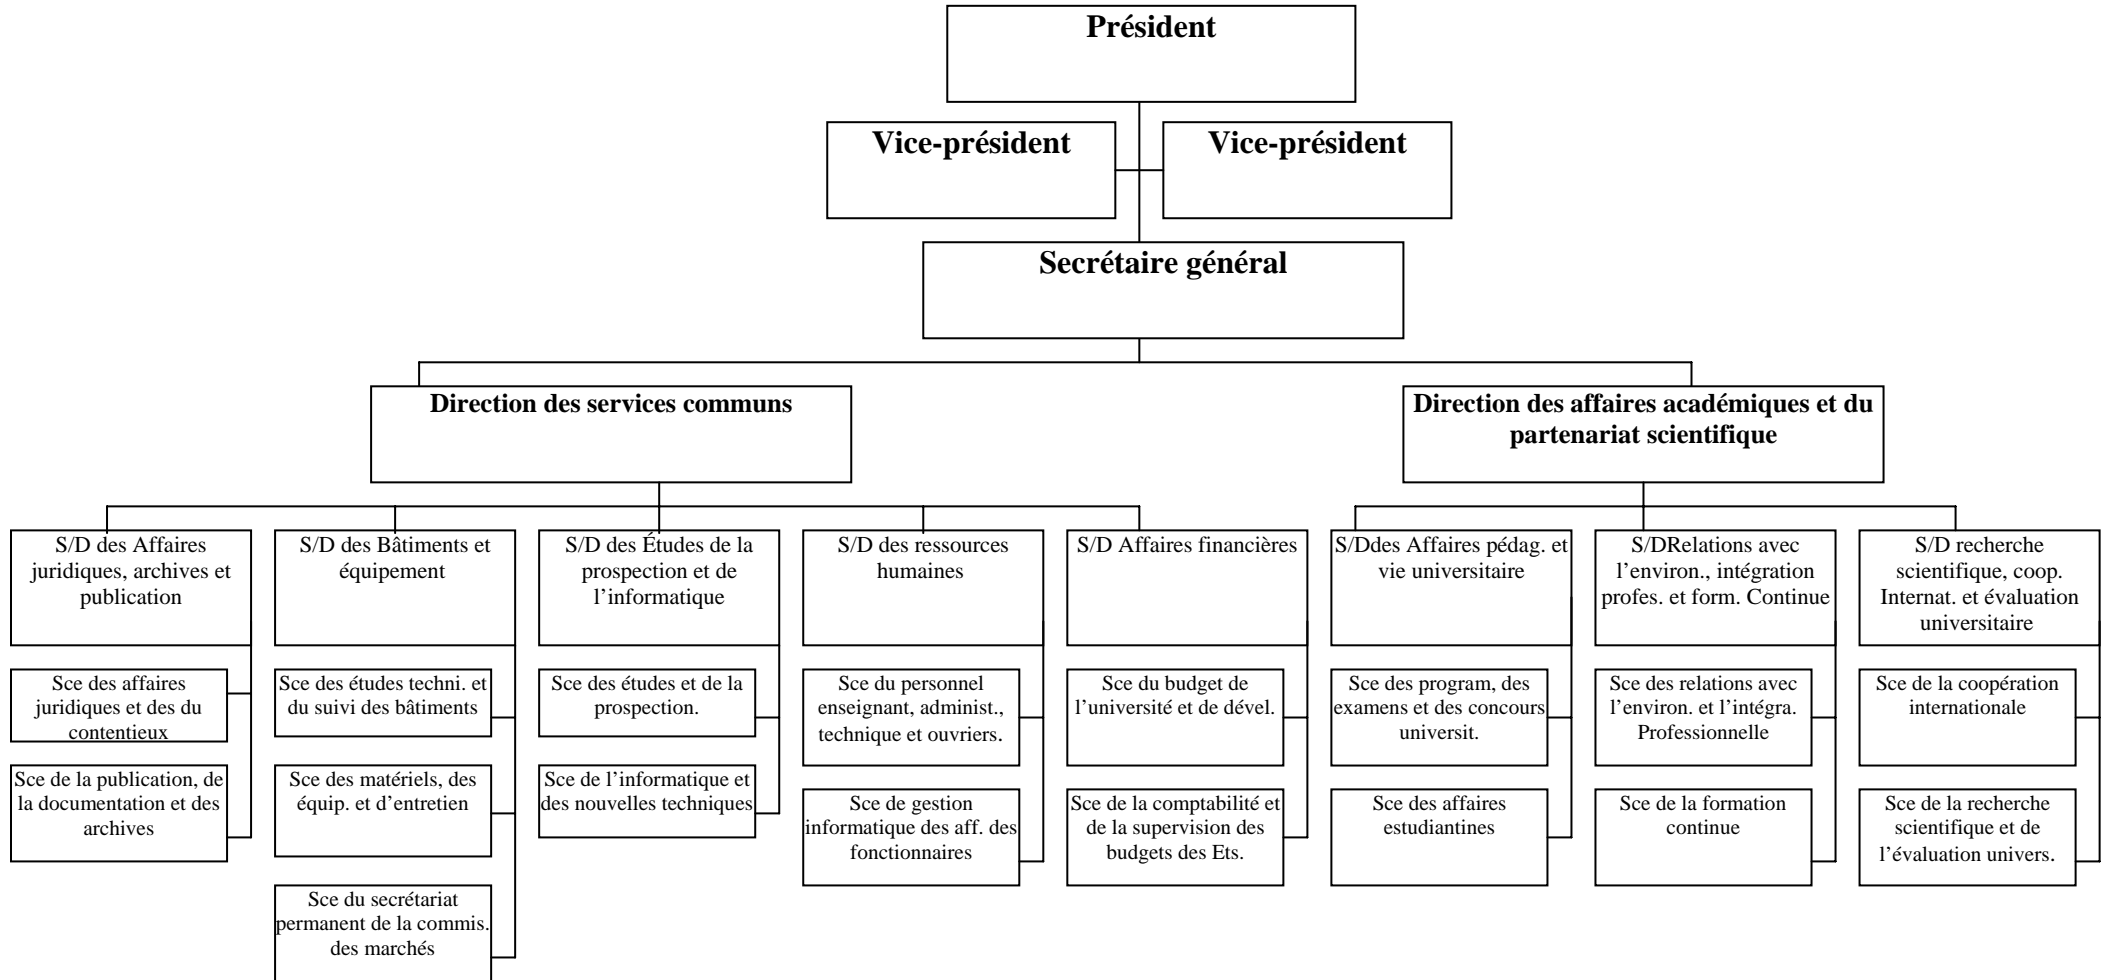 Président
Vice-président
Vice-président
Secrétaire général
Direction des services communs
Direction des affaires académiques et du
partenariat scientifique
S/D des Affaires
juridiques, archives et
publication
S/D des Bâtiments et
équipement
S/D des Études de la
prospection et de
l’informatique
S/D des ressources
humaines
S/D Affaires financières
S/Ddes Affaires pédag. et
vie universitaire
S/DRelations avec
l’environ., intégration
profes. et form. Continue
S/D recherche
scientifique, coop.
Internat. et évaluation
universitaire
Sce des affaires
juridiques et des du
contentieux
Sce des études techni. et
du suivi des bâtiments
Sce des études et de la
prospection.
Sce du personnel
enseignant, administ.,
technique et ouvriers.
Sce du budget de
l’université et de dével.
Sce des program, des
examens et des concours
universit.
Sce des relations avec
l’environ. et l’intégra.
Professionnelle
Sce de la coopération
internationale
Sce de la publication, de
la documentation et des
archives
Sce des matériels, des
équip. et d’entretien
Sce de l’informatique et
des nouvelles techniques
Sce de gestion
informatique des aff. des
fonctionnaires
Sce de la comptabilité et
de la supervision des
budgets des Ets.
Sce des affaires
estudiantines
Sce de la formation
continue
Sce de la recherche
scientifique et de
l’évaluation univers.
Sce du secrétariat
permanent de la commis.
des marchés